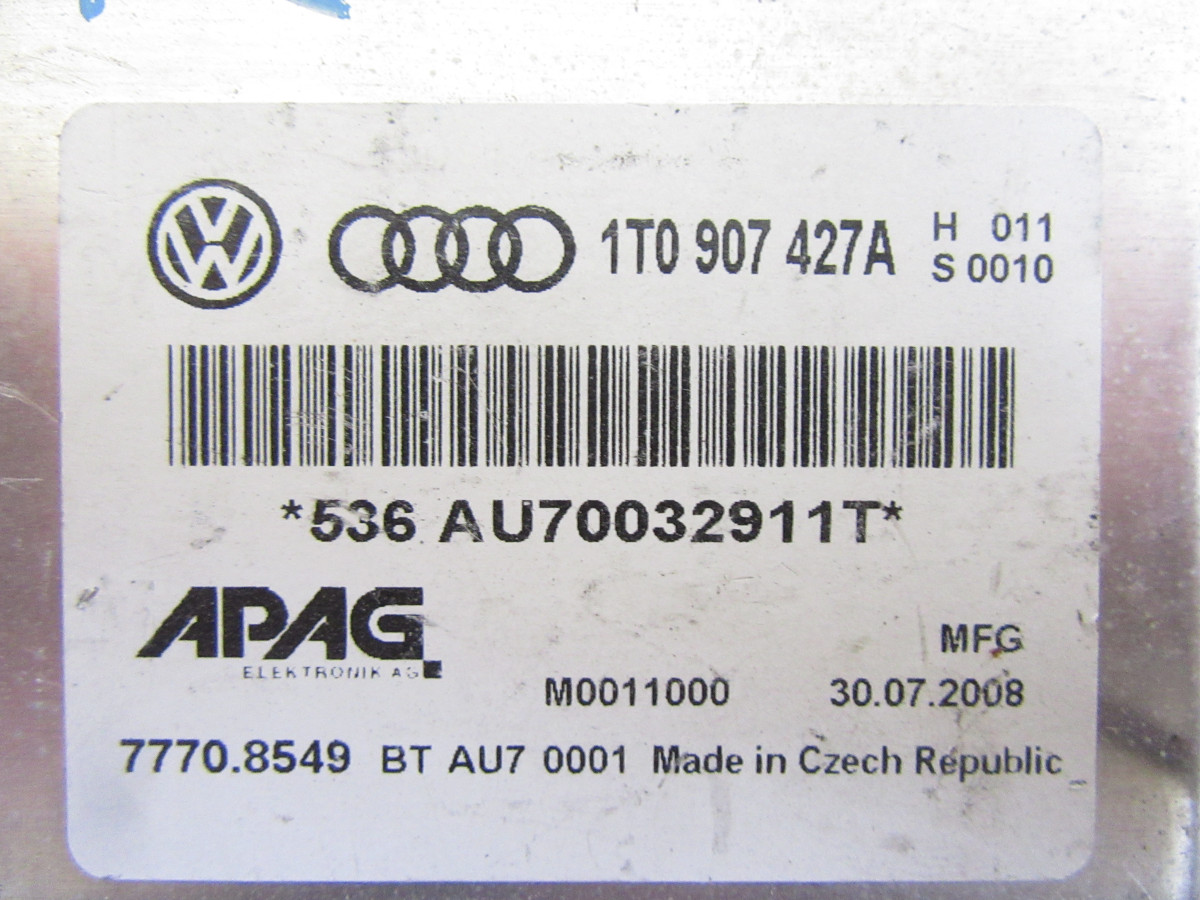 1T0 907 427A H 011
S 0010
*536 AU70032911T*
APAG
ELEKTRONIK AG
MFG
M0011000 30.07.2008
7770.8549 BT AU7 0001 Made in Czech Republic